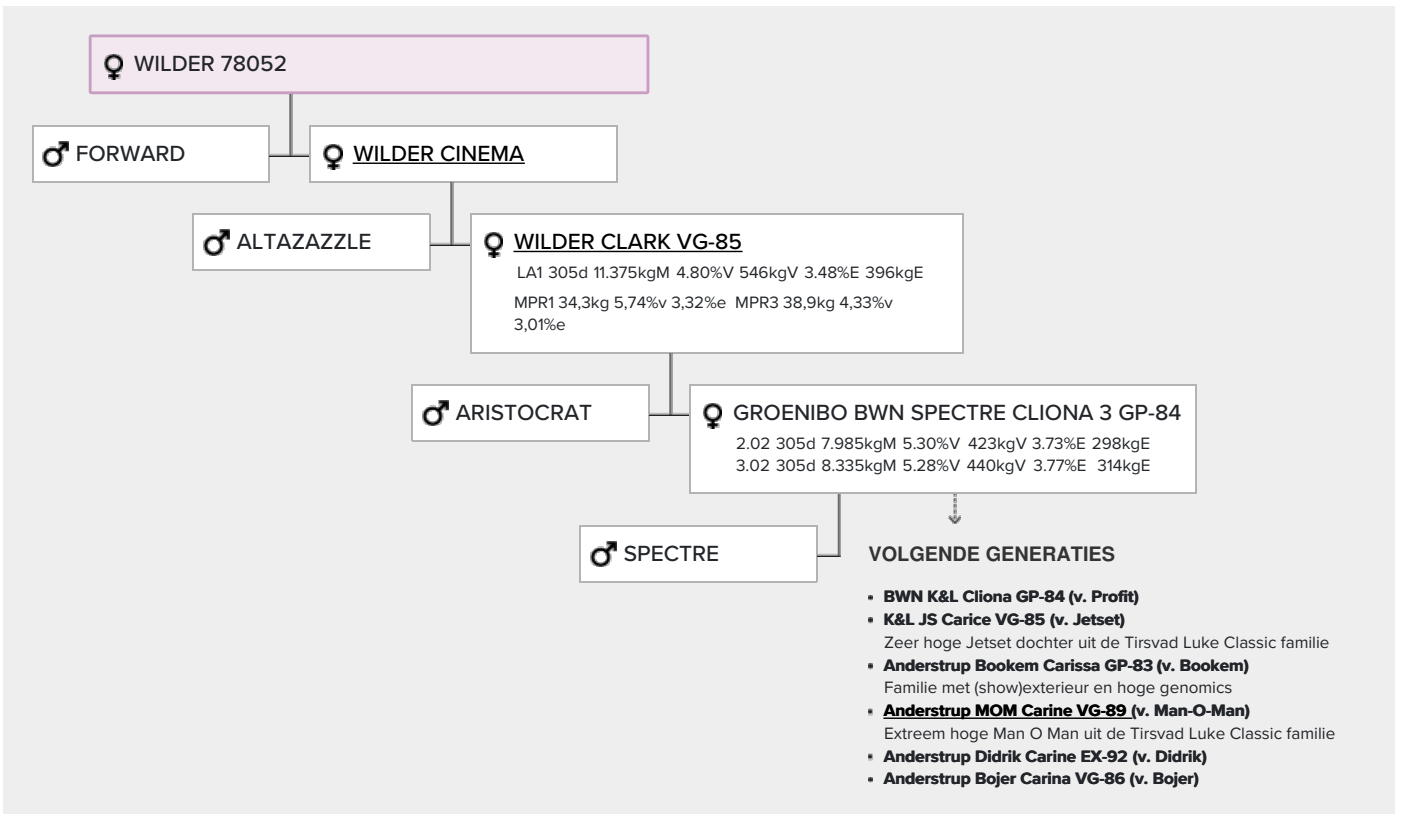 WILDER 78052
FORWARD
WILDER CINEMA
ALTAZAZZLE
WILDER CLARK VG-85
LA1 305d 11.375kgM 4.80%V 546kgV 3.48%E 396kgE
MPR1 34,3kg 5,74%v 3,32%e MPR3 38,9kg 4,33%v
3,01%e
ARISTOCRAT
GROENIBO BWN SPECTRE CLIONA 3 GP-84
2.02 305d 7.985kgM 5.30%V 423kgV 3.73%E 298kgE
3.02 305d 8.335kgM 5.28%V 440kgV 3.77%E 314kgE
SPECTRE
VOLGENDE GENERATIES
BWN K&L Cliona GP-84 (v. Profit)
K&L JS Carice VG-85 (v. Jetset)
Zeer hoge Jetset dochter uit de Tirsvad Luke Classic familie
Anderstrup Bookem Carissa GP-83 (v. Bookem)
Familie met (show)exterieur en hoge genomics
Anderstrup MOM Carine VG-89 (v. Man-O-Man)
Extreem hoge Man O Man uit de Tirsvad Luke Classic familie
Anderstrup Didrik Carine EX-92 (v. Didrik)
Anderstrup Bojer Carina VG-86 (v. Bojer)